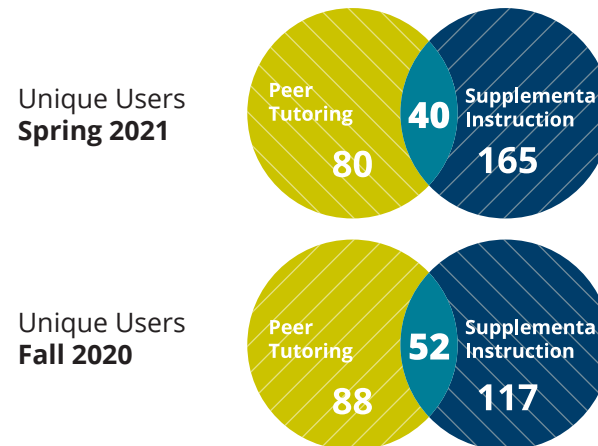 Unique Users
Spring 2021
Peer
Tutoring
80
40
Supplementa
Instruction
165
Unique Users
Fall 2020
Peer
Tutoring
88
52
Supplementa
Instruction
117